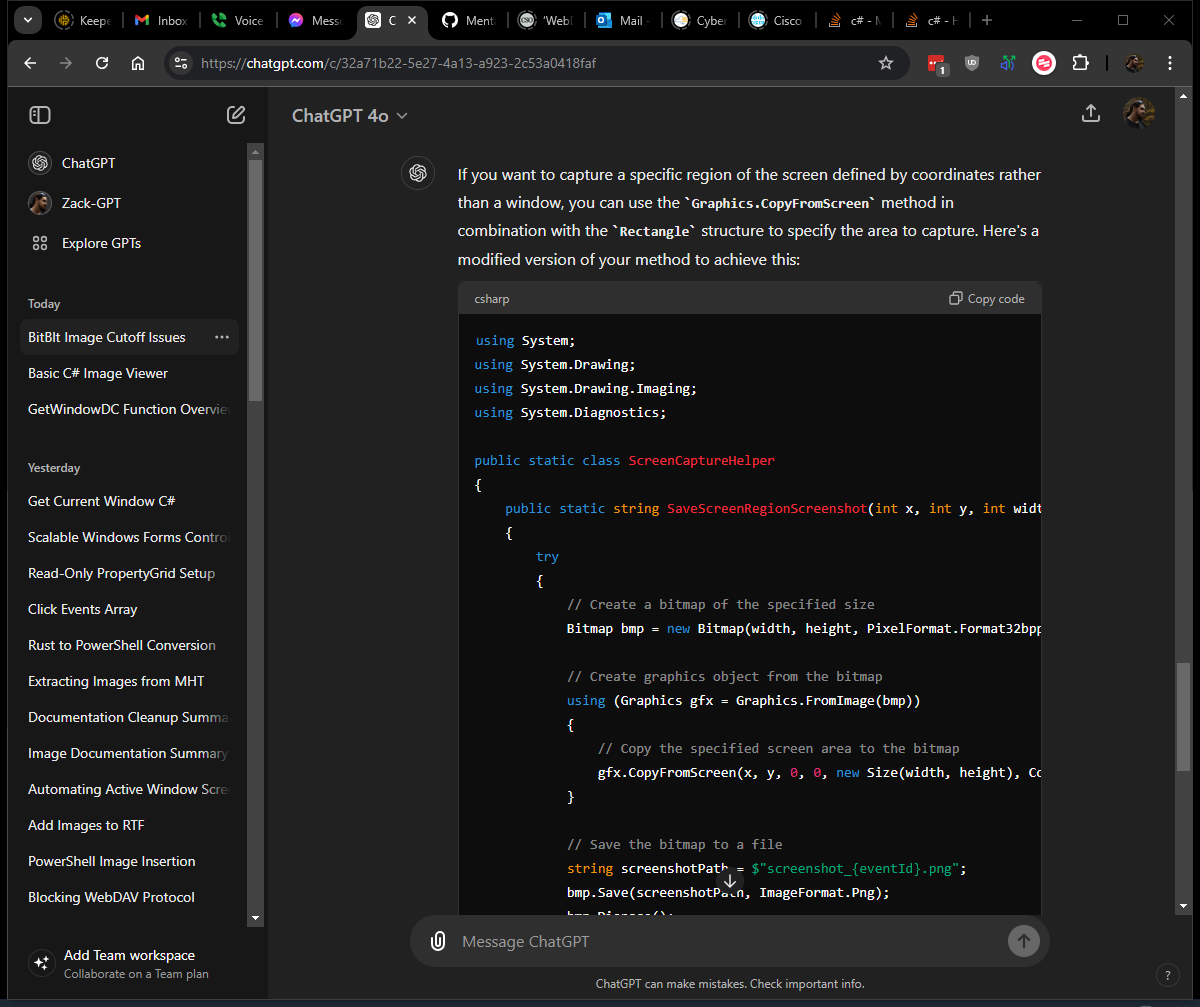 Keepe
Inbox
Voice
Mess
C
Ment
'Webl
Mail -
Cyber
Cisco
c# - M
c# - H
https://chatgpt.com/c/32a71b22-5e27-4a13-a923-2c53a0418faf
1
ChatGPT 4o
ChatGPT
Zack-GPT
Explore GPTs
Today
BitBlt Image Cutoff Issues
Basic C# Image Viewer
GetWindowDC Function Overvie
Yesterday
Get Current Window C#
Scalable Windows Forms Contro
Read-Only PropertyGrid Setup
Click Events Array
Rust to PowerShell Conversion
Extracting Images from MHT
Documentation Cleanup Summa
Image Documentation Summary
Automating Active Window Scre
Add Images to RTF
PowerShell Image Insertion
Blocking WebDAV Protocol
Add Team workspace
Collaborate on a Team plan
If you want to capture a specific region of the screen defined by coordinates rather
than a window, you can use the `Graphics.CopyFromScreen` method in
combination with the `Rectangle` structure to specify the area to capture. Here's a
modified version of your method to achieve this:
csharp
Copy code
using System;
using System.Drawing;
using System.Drawing.Imaging;
using System.Diagnostics;
public static class ScreenCaptureHelper
{
public static string SaveScreenRegionScreenshot(int x, int y, int widt
{
try
{
// Create a bitmap of the specified size
Bitmap bmp = new Bitmap(width, height, PixelFormat.Format32bpp
// Create graphics object from the bitmap
using (Graphics gfx = Graphics.FromImage(bmp))
{
// Copy the specified screen area to the bitmap
gfx.CopyFromScreen(x, y, 0, 0, new Size(width, height), Co
}
// Save the bitmap to a file
string screenshotPath = $"screenshot_{eventId}.png";
bmp.Save(screenshotPath, ImageFormat.Png);
bmp.Dispose();
Message ChatGPT
ChatGPT can make mistakes. Check important info.
?